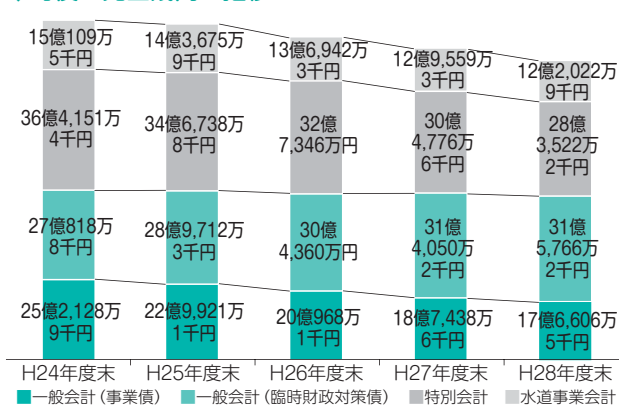 15億109万
5千円
14億3,675万
9千円
13億6,942万
3千円
12億9,559万
3千円
12億2,022万
9千円
36億4,151万
4千円
34億6,738万
8千円
32億
7,346万円
30億
4,776万
6千円
28億
3,522万
2千円
27億818万
8千円
28億9,712万
3千円
30億
4,360万円
31億
4,050万
2千円
31億
5,766万
2千円
25億2,128万
9千円
22億9,921万
1千円
20億968万
1千円
18億7,438万
6千円
17億6,606万
5千円
H24年度末 H25年度末 H26年度末 H27年度末 H28年度末
■一般会計(事業債) ■一般会計(臨時財政対策債) ■特別会計 ■水道事業会計